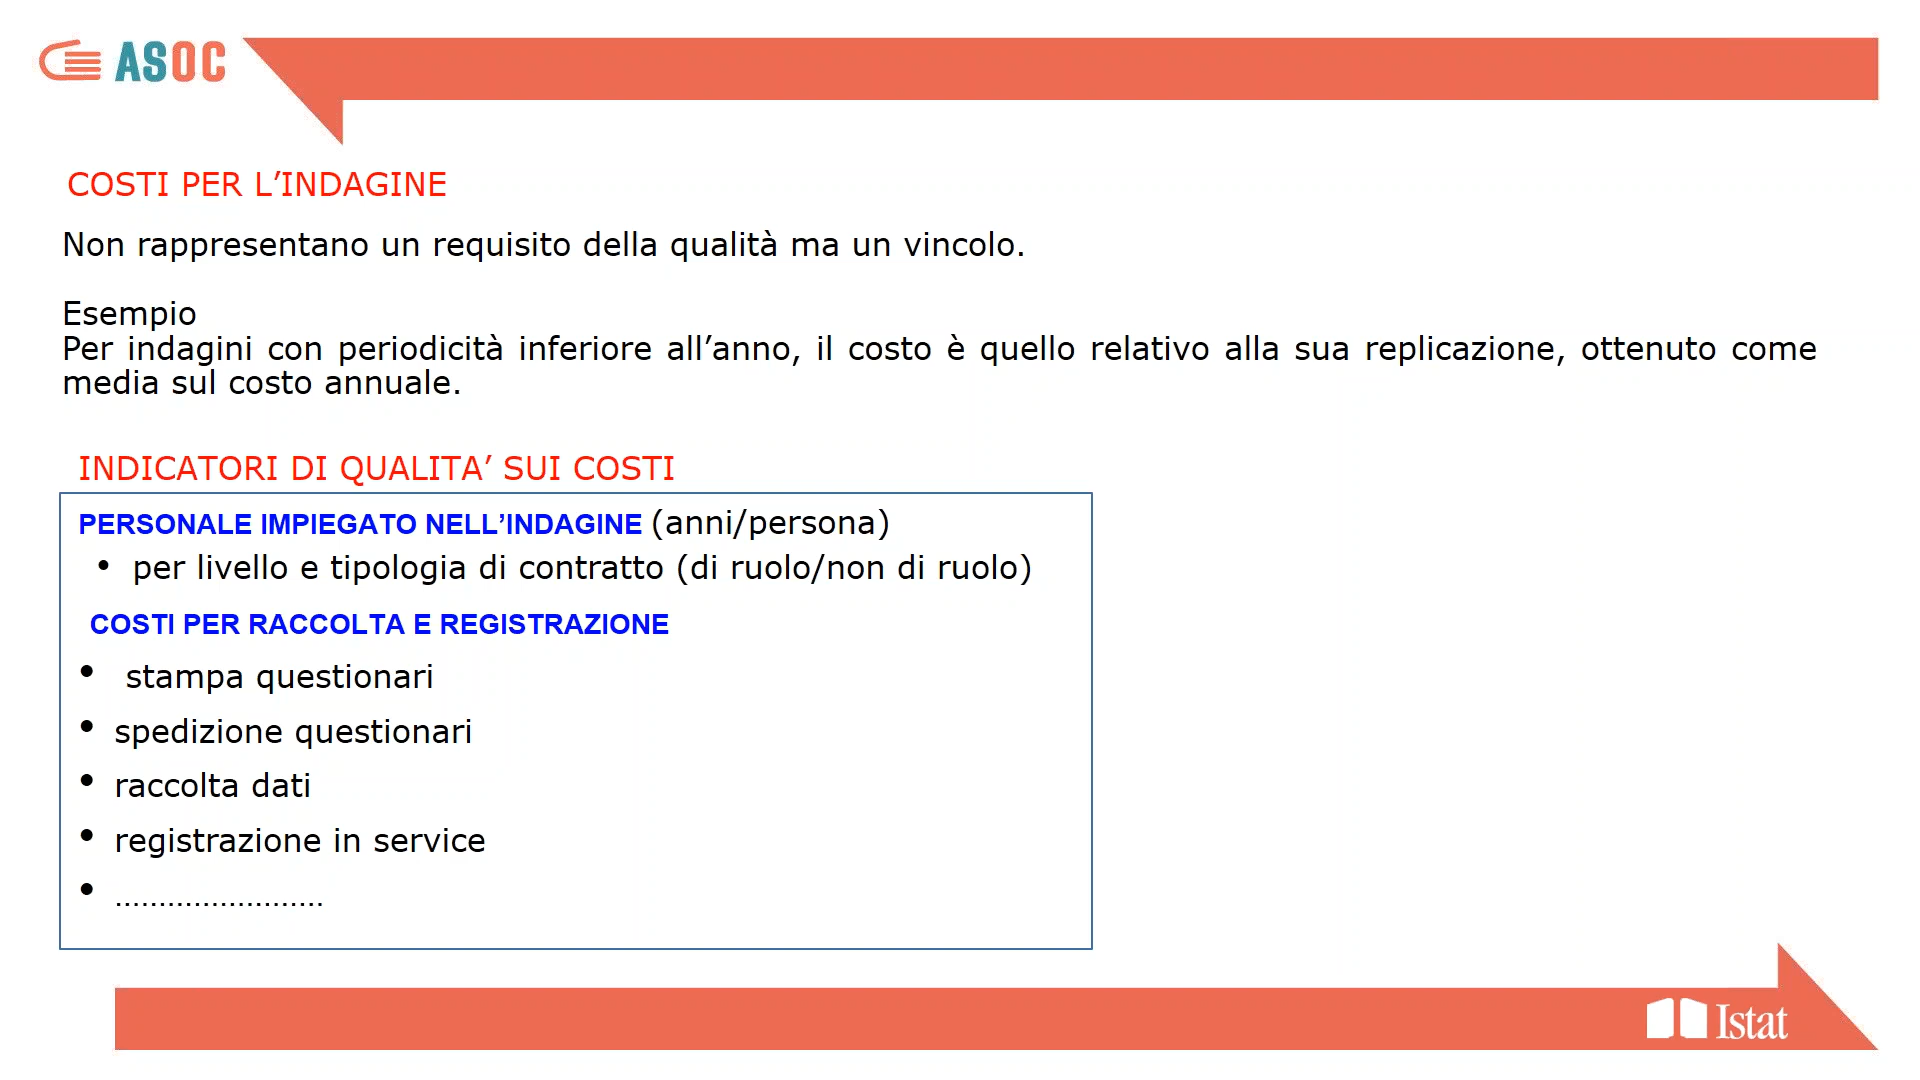 ASOC
COSTI PER L’INDAGINE
Non rappresentano un requisito della qualità ma un vincolo.
Esempio
Per indagini con periodicità inferiore all’anno, il costo è quello relativo alla sua replicazione, ottenuto come
media sul costo annuale.
INDICATORI DI QUALITA’ SUI COSTI
PERSONALE IMPIEGATO NELL’INDAGINE (anni/persona)
• per livello e tipologia di contratto (di ruolo/non di ruolo)
COSTI PER RACCOLTA E REGISTRAZIONE
• stampa questionari
• spedizione questionari
• raccolta dati
• registrazione in service
• ........................
Istat